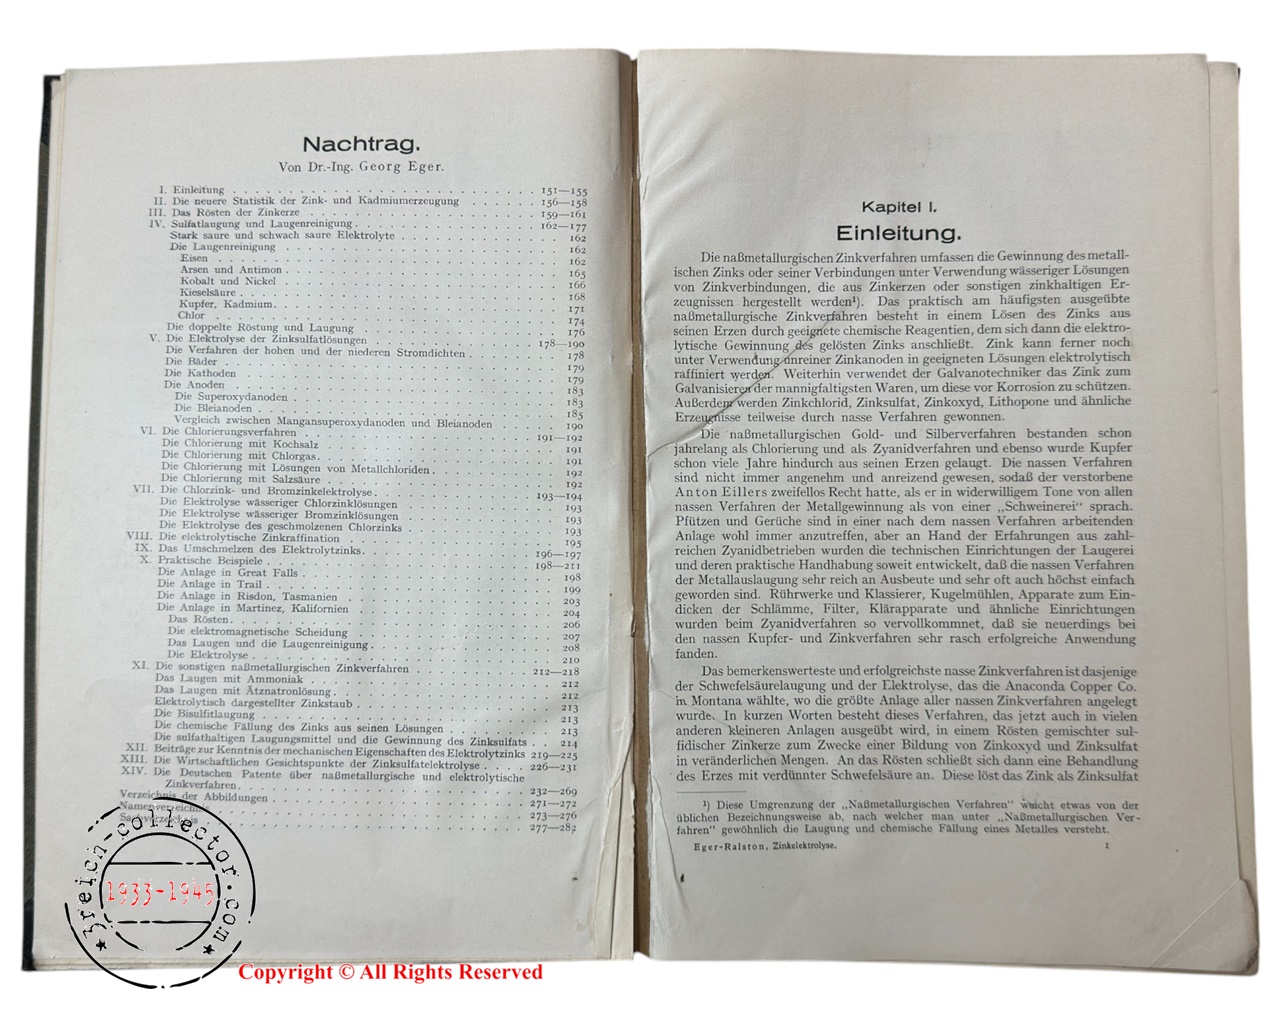 Nachtrag.
Von Dr.-Ing. Georg Eger.
I. Einleitung . . . . . . . . . . 151—155
II. Die neuere Statistik der Zink- und Kadmiumerzeugung . . . . . . 156—158
III. Das Rösten der Zinkerze . . . . . . . . . . 159—161
IV. Sulfatlaugung und Laugenreinigung . . . . . . . . . . 162—177
Stark saure und schwach saure Elektrolyte . . . . . . . . . . 162
Die Laugenreinigung . . . . . . . . . . 162
Eisen . . . . . . . . . . 162
Arsen und Antimon . . . . . . . . . . 165
Kobalt und Nickel . . . . . . . . . . 166
Kieselsäure . . . . . . . . . . 168
Kupfer, Kadmium . . . . . . . . . . 171
Chlor . . . . . . . . . . 174
Die doppelte Röstung und Laugung . . . . . . . . . . 176
V. Die Elektrolyse der Zinksulfatlösungen . . . . . . . . . . 178—190
Die Verfahren der hohen und der niederen Stromdichten . . . . . . 178
Die Bäder . . . . . . . . . . 179
Die Kathoden . . . . . . . . . . 179
Die Anoden . . . . . . . . . . 183
Die Superoxydanoden . . . . . . . . . . 183
Die Bleianoden . . . . . . . . . . 185
Vergleich zwischen Mangansuperoxydanoden und Bleianoden . . . . 190
VI. Die Chlorierungsverfahren . . . . . . . . . . 191—192
Die Chlorierung mit Kochsalz . . . . . . . . . . 191
Die Chlorierung mit Chlorgas . . . . . . . . . . 191
Die Chlorierung mit Lösungen von Metallchloriden . . . . . . . . 192
Die Chlorierung mit Salzsäure . . . . . . . . . . 192
VII. Die Chlorzink- und Bromzinkelektrolyse . . . . . . . . . . 193—194
Die Elektrolyse wässeriger Chlorzinklösungen . . . . . . . . . . 193
Die Elektrolyse wässeriger Bromzinklösungen . . . . . . . . . . 193
Die Elektrolyse des geschmolzenen Chlorzinks . . . . . . . . . . 193
VIII. Die elektrolytische Zinkraffination . . . . . . . . . . 195
IX. Das Umschmelzen des Elektrolytzinks . . . . . . . . . . 196—197
X. Praktische Beispiele . . . . . . . . . . 198—211
Die Anlage in Great Falls . . . . . . . . . . 198
Die Anlage in Trail . . . . . . . . . . 199
Die Anlage in Risdon, Tasmanien . . . . . . . . . . 203
Die Anlage in Martinez, Kalifornien . . . . . . . . . . 204
Das Rösten . . . . . . . . . . 206
Die elektromagnetische Scheidung . . . . . . . . . . 207
Das Laugen und die Laugenreinigung . . . . . . . . . . 208
Die Elektrolyse . . . . . . . . . . 210
XI. Die sonstigen naßmetallurgischen Zinkverfahren . . . . . . . . 212—218
Das Laugen mit Ammoniak . . . . . . . . . . 212
Das Laugen mit Ätznatronlösung . . . . . . . . . . 212
Elektrolytisch dargestellter Zinkstaub . . . . . . . . . . 213
Die Bisulfitlaugung . . . . . . . . . . 213
Die chemische Fällung des Zinks aus seinen Lösungen . . . . . . 213
Die sulfathaltigen Laugungsmittel und die Gewinnung des Zinksulfats . . 214
XII. Beiträge zur Kenntnis der mechanischen Eigenschaften des Elektrolytzinks 219—225
XIII. Die Wirtschaftlichen Gesichtspunkte der Zinksulfatelektrolyse . . . . 226—231
XIV. Die Deutschen Patente über naßmetallurgische und elektrolytische
Zinkverfahren . . . . . . . . . . 232—269
Verzeichnis der Abbildungen . . . . . . . . . . 271—272
Namenverzeichnis . . . . . . . . . . 273—276
Sachverzeichnis . . . . . . . . . . 277—282
Kapitel I.
Einleitung.
Die naßmetallurgischen Zinkverfahren umfassen die Gewinnung des metall-
ischen Zinks oder seiner Verbindungen unter Verwendung wässeriger Lösungen
von Zinkverbindungen, die aus Zinkerzen oder sonstigen zinkhaltigen Er-
zeugnissen hergestellt werden¹). Das praktisch am häufigsten ausgeübte
naßmetallurgische Zinkverfahren besteht in einem Lösen des Zinks aus
seinen Erzen durch geeignete chemische Reagentien, dem sich dann die elektro-
lytische Gewinnung des gelösten Zinks anschließt. Zink kann ferner noch
unter Verwendung unreiner Zinkanoden in geeigneten Lösungen elektrolytisch
raffiniert werden. Weiterhin verwendet der Galvanotechniker das Zink zum
Galvanisieren der mannigfaltigsten Waren, um diese vor Korrosion zu schützen.
Außerdem werden Zinkchlorid, Zinksulfat, Zinkoxyd, Lithopone und ähnliche
Erzeugnisse teilweise durch nasse Verfahren gewonnen.
Die naßmetallurgischen Gold- und Silberverfahren bestanden schon
jahrelang als Chlorierung und als Zyanidverfahren und ebenso wurde Kupfer
schon viele Jahre hindurch aus seinen Erzen gelaugt. Die nassen Verfahren
sind nicht immer angenehm und anreizend gewesen, sodaß der verstorbene
Anton Eillers zweifellos Recht hatte, als er in widerwilligem Tone von allen
nassen Verfahren der Metallgewinnung als von einer „Schweinerei“ sprach.
Pfützen und Gerüche sind in einer nach dem nassen Verfahren arbeitenden
Anlage wohl immer anzutreffen, aber an Hand der Erfahrungen aus zahl-
reichen Zyanidbetrieben wurden die technischen Einrichtungen der Laugerei
und deren praktische Handhabung soweit entwickelt, daß die nassen Verfahren
der Metallauslaugung sehr reich an Ausbeute und sehr oft auch höchst einfach
geworden sind. Rührwerke und Klassierer, Kugelmühlen, Apparate zum Ein-
dicken der Schlämme, Filter, Klärapparate und ähnliche Einrichtungen
wurden beim Zyanidverfahren so vervollkommnet, daß sie neuerdings bei
den nassen Kupfer- und Zinkverfahren sehr rasch erfolgreiche Anwendung
fanden.
Das bemerkenswerteste und erfolgreichste nasse Zinkverfahren ist dasjenige
der Schwefelsäurelaugung und der Elektrolyse, das die Anaconda Copper Co.
in Montana wählte, wo die größte Anlage aller nassen Zinkverfahren angelegt
wurde. In kurzen Worten besteht dieses Verfahren, das jetzt auch in vielen
anderen kleineren Anlagen ausgeübt wird, in einem Rösten gemischter sul-
fidischer Zinkerze zum Zwecke einer Bildung von Zinkoxyd und Zinksulfat
in veränderlichen Mengen. An das Rösten schließt sich dann eine Behandlung
des Erzes mit verdünnter Schwefelsäure an. Diese löst das Zink als Zinksulfat
¹) Diese Umgrenzung der „Naßmetallurgischen Verfahren“ weicht etwas von der
üblichen Bezeichnungsweise ab, nach welcher man unter „Naßmetallurgischen Ver-
fahren“ gewöhnlich die Laugung und chemische Fällung eines Metalles versteht.
Eger-Ralston, Zinkelektrolyse. 1
3reich-collector.com
1933-1945
Copyright © All Rights Reserved